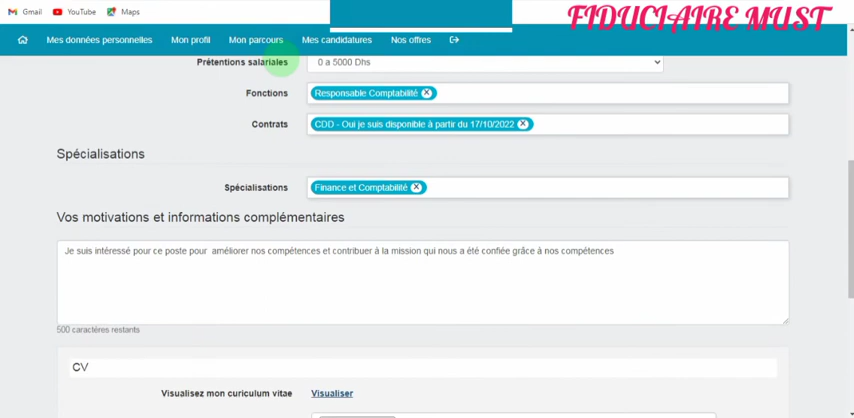 Gmail YouTube Maps
FIDUCIAIRE MUST
Mes données personnelles Mon profil Mon parcours Mes candidatures Nos offres
Prétentions salariales 0 a 5000 Dhs
Fonctions Responsable Comptabilité
Contrats CDD - Oui je suis disponible à partir du 17/10/2022
Spécialisations
Spécialisations Finance et Comptabilité
Vos motivations et informations complémentaires
Je suis intéressé pour ce poste pour améliorer nos compétences et contribuer à la mission qui nous a été confiée grâce à nos compétences
500 caractères restants
CV
Visualisez mon curiculum vitae Visualiser